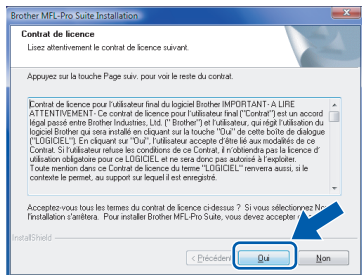 Brother MFL-Pro Suite Installation
Contrat de licence
Lisez attentivement le contrat de licence suivant.
Appuyez sur la touche Page suiv. pour voir le reste du contrat.
Contrat de licence pour l'utilisateur final du logiciel Brother IMPORTANT- A LIRE
ATTENTIVEMENT- Ce contrat de licence pour l'utilisateur final ("Contrat") est un accord
légal passé entre Brother Industries, Ltd. (" Brother") et l'utilisateur, qui régit l'utilisation du
logiciel Brother qui sera installé en cliquant sur la touche "Oui" de cette boîte de dialogue
("LOGICIEL"). En cliquant sur "Oui", l'utilisateur accepte d'être lié aux modalités de ce
Contrat. Si l'utilisateur refuse les conditions de ce Contrat, il n'obtiendra pas la licence d'
utilisation obligatoire pour ce LOGICIEL et ne sera donc pas autorisé à l'exploiter.
Toute mention dans ce Contrat de licence du terme "LOGICIEL" renverra aussi, si le
contexte le permet, au support sur lequel il est enregistré.
Acceptez-vous tous les termes du contrat de licence ci-dessus ? Si vous sélectionnez
l'installation s'arrêtera. Pour installer Brother MFL-Pro Suite, vous devez accepter
InstallShield
< Précédent Oui Non